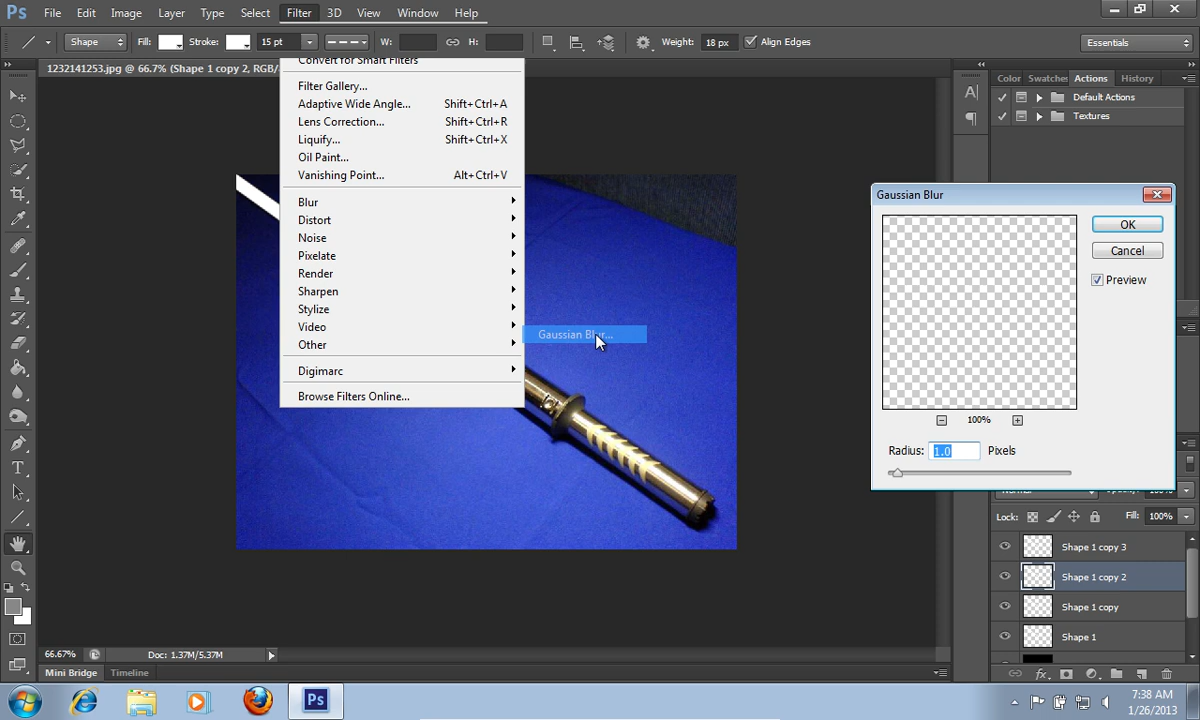 Ps File Edit Image Layer Type Select Filter 3D View Window Help
Shape Fill: Stroke: 15 pt W: H: Weight: 18 px Align Edges Essentials
1232141253.jpg @ 66.7% (Shape 1 copy 2, RGB/
Convert for Smart Filters
Filter Gallery...
Adaptive Wide Angle... Shift+Ctrl+A
Lens Correction... Shift+Ctrl+R
Liquify... Shift+Ctrl+X
Oil Paint...
Vanishing Point... Alt+Ctrl+V
Blur
Distort
Noise
Pixelate
Render
Sharpen
Stylize
Video
Other
Digimarc
Browse Filters Online...
Gaussian Blur...
Color Swatches Actions History
Default Actions
Textures
Gaussian Blur
OK
Cancel
Preview
100%
Radius: 1.0 Pixels
Lock: Fill: 100%
Shape 1 copy 3
Shape 1 copy 2
Shape 1 copy
Shape 1
66.67% Doc: 1.37M/5.37M
Mini Bridge Timeline
Ps
7:38 AM
1/26/2013